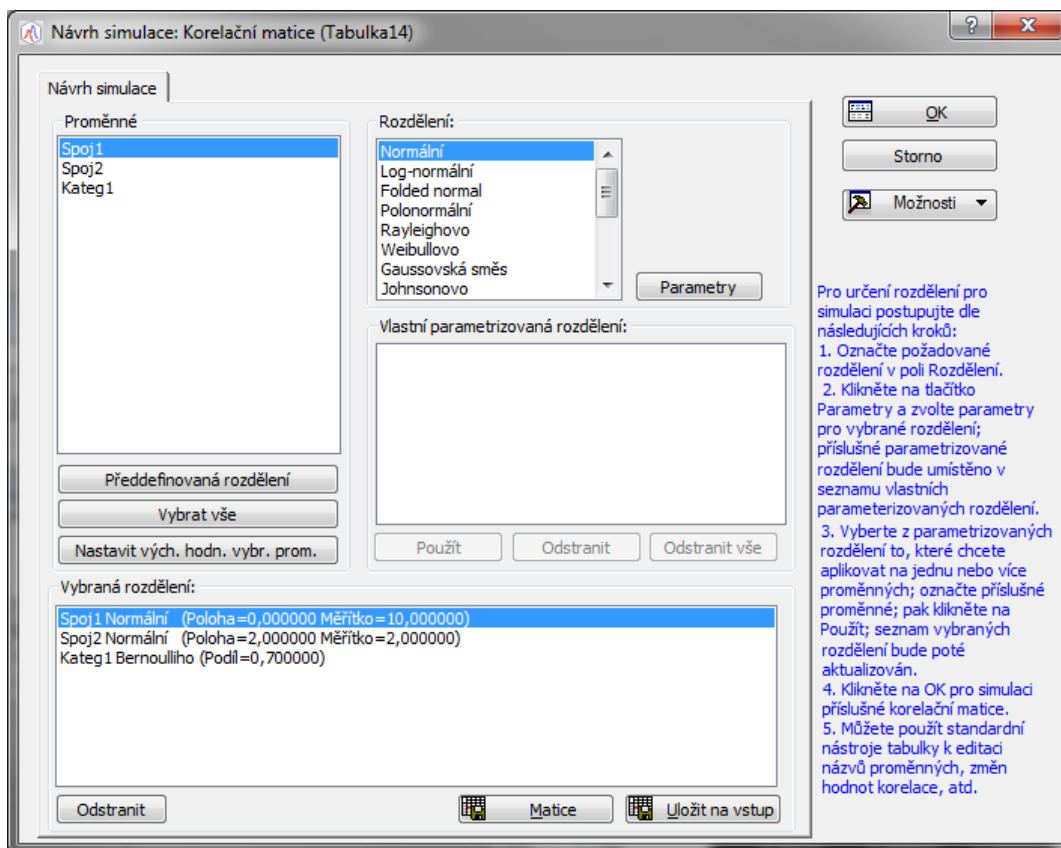 Návrh simulace: Korelační matice (Tabulka14)
Návrh simulace
Proměnné
Spoj1
Spoj2
Kateg1
Předdefinovaná rozdělení
Vybrat vše
Nastavit vých. hodn. vybr. prom.
Rozdělení:
Normální
Log-normální
Folded normal
Polonormální
Rayleighovo
Weibullovo
Gaussovská směs
Johnsonovo
Parametry
Vlastní parametrizovaná rozdělení:
Použít
Odstranit
Odstranit vše
Vybraná rozdělení:
Spoj1 Normální (Poloha=0,000000 Měřítko=10,000000)
Spoj2 Normální (Poloha=2,000000 Měřítko=2,000000)
Kateg1 Bernoulliho (Podíl=0,700000)
Odstranit
Matice
Uložit na vstup
OK
Storno
Možnosti
Pro určení rozdělení pro
simulaci postupujte dle
následujících kroků:
1. Označte požadované
rozdělení v poli Rozdělení.
2. Klikněte na tlačítko
Parametry a zvolte parametry
pro vybrané rozdělení;
příslušné parametrizované
rozdělení bude umístěno v
seznamu vlastních
parameterizovaných rozdělení.
3. Vyberte z parametrizovaných
rozdělení to, které chcete
aplikovat na jednu nebo více
proměnných; označte příslušné
proměnné; pak klikněte na
Použít; seznam vybraných
rozdělení bude poté
aktualizován.
4. Klikněte na OK pro simulaci
příslušné korelační matice.
5. Můžete použít standardní
nástroje tabulky k editaci
názvů proměnných, změn
hodnot korelace, atd.